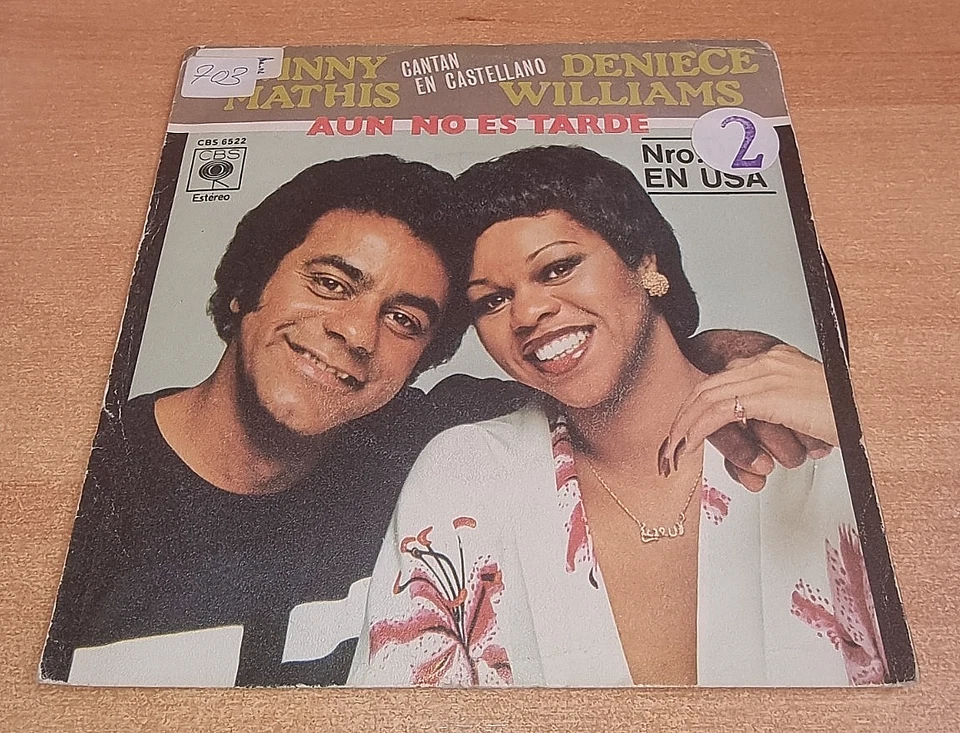 703
INNY
MATHIS
CANTAN
EN CASTELLANO
DENIECE
WILLIAMS
AUN NO ES TARDE
CBS 6522
CBS
Estéreo
Nro.
2
EN USA